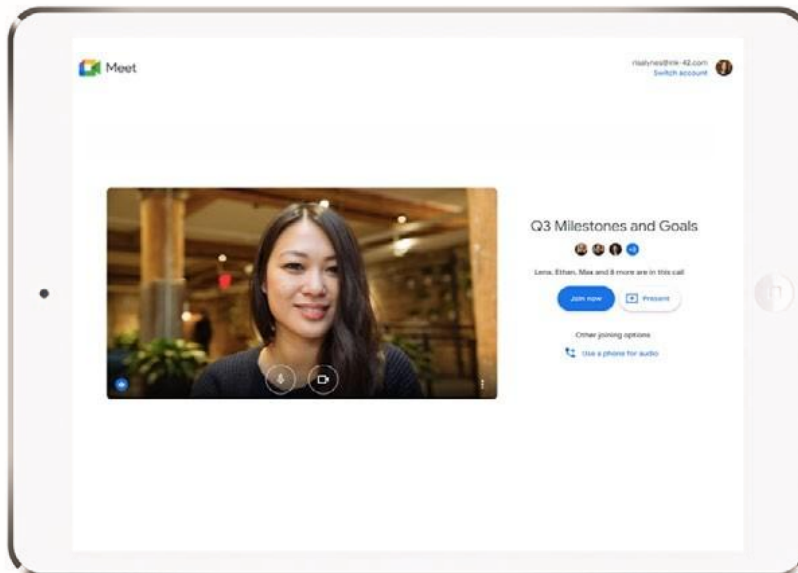 Meet
Switch account
Q3 Milestones and Goals
Lena, Ethan, Max and 8 more are in this call
Join now
Present
Other joining options
Use a phone for audio